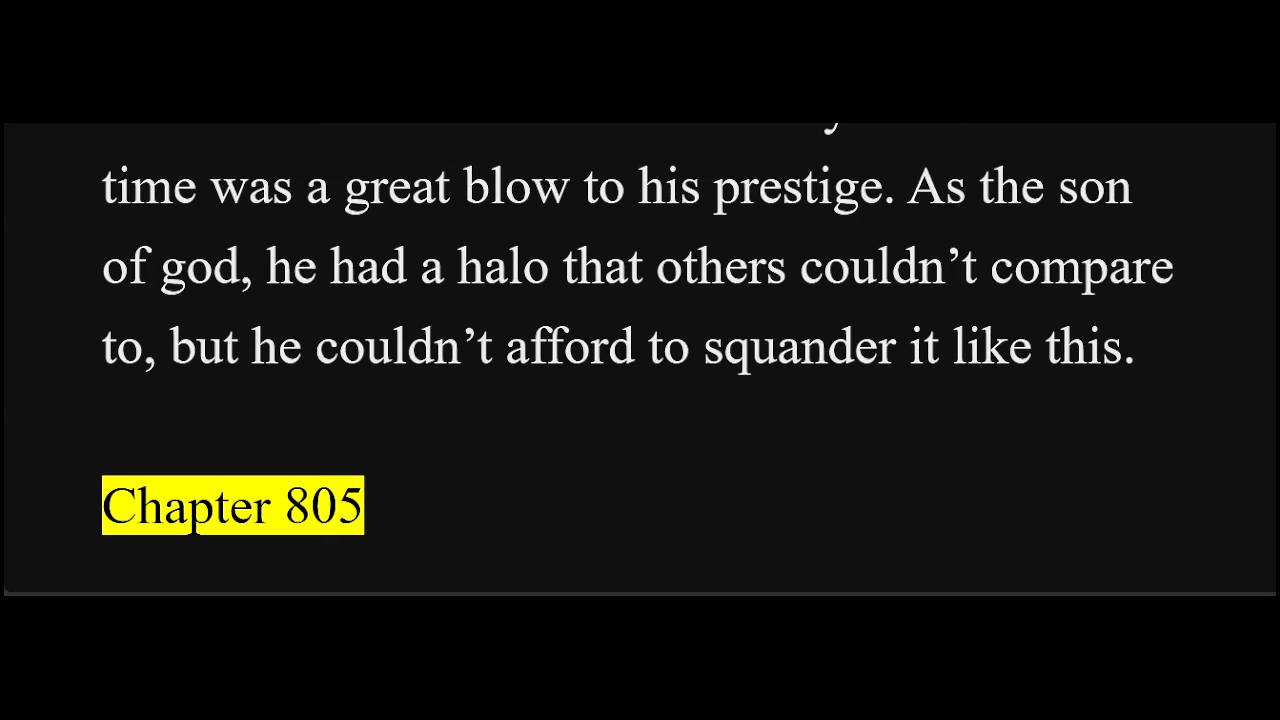 time was a great blow to his prestige. As the son
of god, he had a halo that others couldn’t compare
to, but he couldn’t afford to squander it like this.
Chapter 805